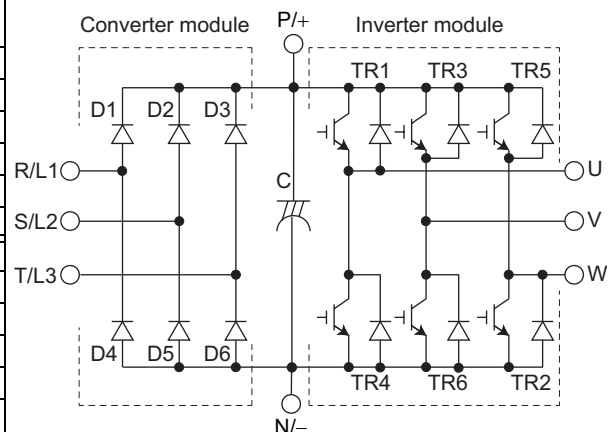 Converter module
P/+
Inverter module
TR1
TR3
TR5
D1
D2
D3
R/L1
U
C
S/L2
V
T/L3
W
D4
D5
D6
TR4
TR6
TR2
N/−